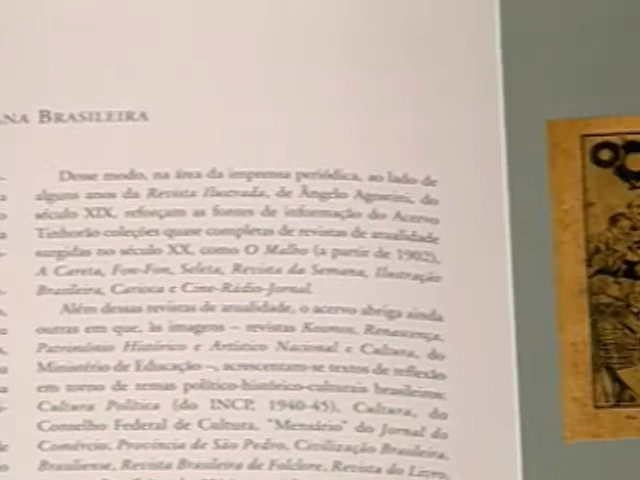 ANA BRASILEIRA
Desse modo, na área da imprensa periódica, ao lado de
alguns anos da Revista Ilustrada, de Ângelo Agostini, do
século XIX, reforçam as fontes de informação do Acervo
Tinhorão coleções quase completas de revistas de atualidade
surgidas no século XX, como O Malho (a partir de 1902),
A Careta, Fon-Fon, Seleta, Revista da Semana, Ilustração
Brasileira, Carioca e Cine-Rádio-Jornal.
Além dessas revistas de atualidade, o acervo abriga ainda
outras em que, às imagens – revistas Kosmos, Renascença,
Patrimônio Histórico e Artístico Nacional e Cultura, do
Ministério de Educação –, acrescentam-se textos de reflexão
em torno de temas político-histórico-culturais brasileiros:
Cultura Política (do INCP, 1940-45), Cultura, do
Conselho Federal de Cultura, "Mensário" do Jornal do
Comércio, Província de São Pedro, Civilização Brasileira,
Brasiliense, Revista Brasileira de Folclore, Revista do Livro,